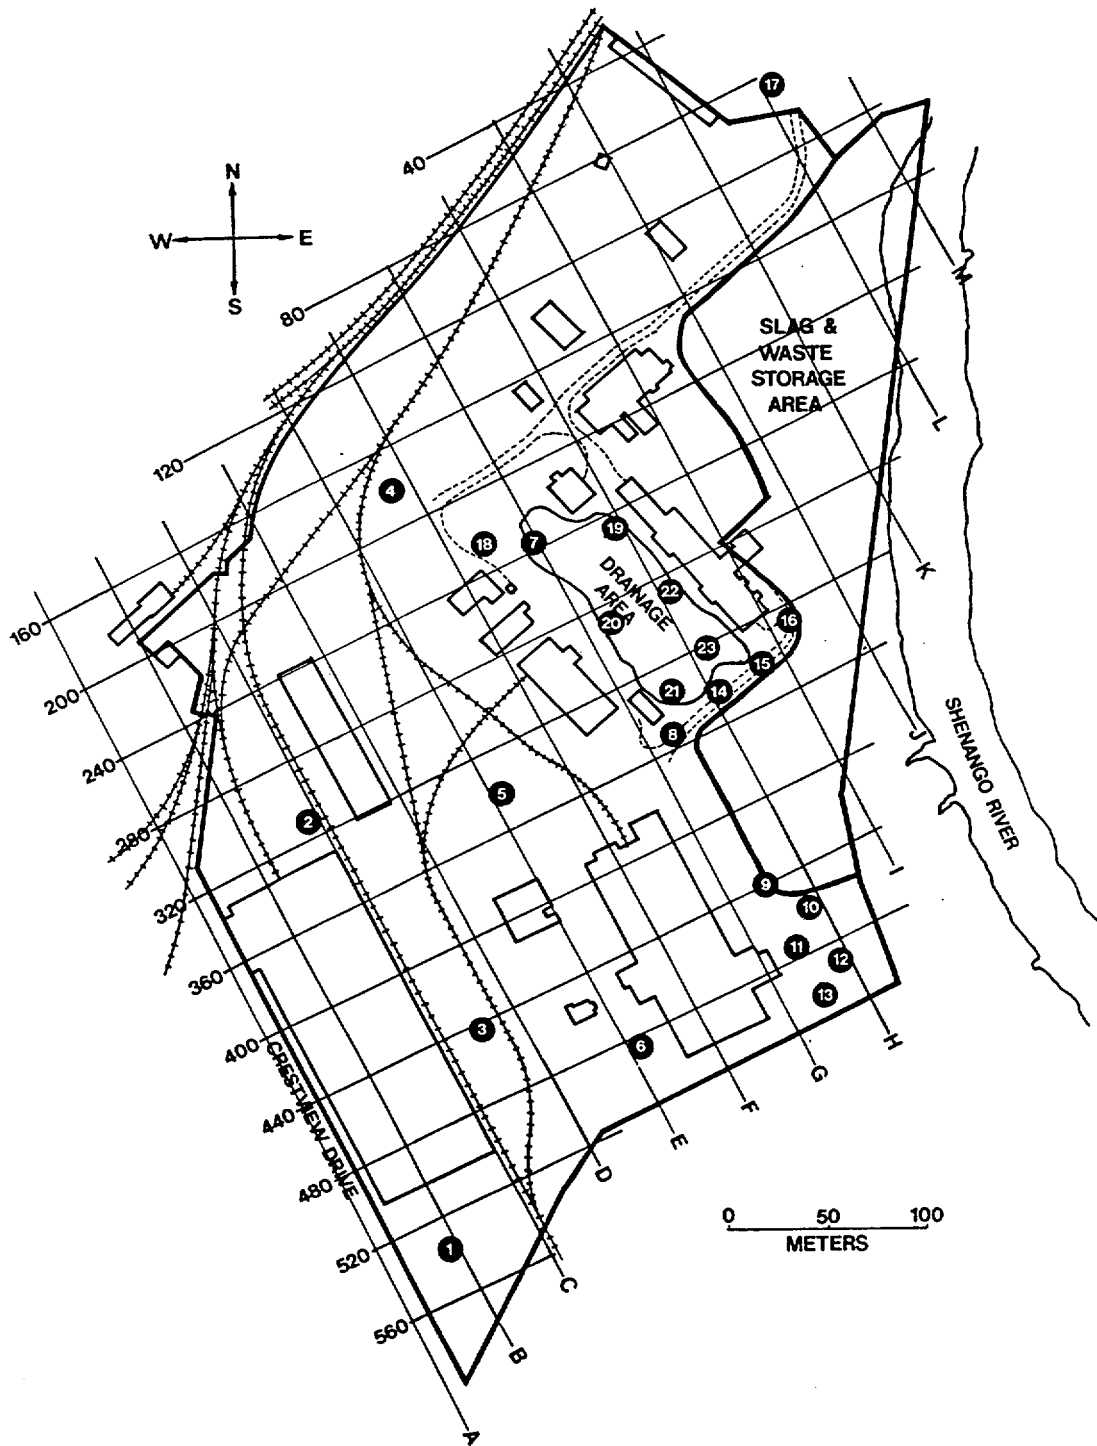 17
40
N
W E
S
M
80
SLAG &
WASTE
STORAGE
AREA
L
120
4
18
7
19
K
DRAINAGE
AREA
22
160
20
16
23
15
200
21
14
8
J
SHENANGO RIVER
240
5
2
280
I
9
320
10
11
12
360
13
3
6
H
400
CRESTVIEW DRIVE
G
440
F
E
D
480
0 50 100
METERS
1
520
C
560
B
A